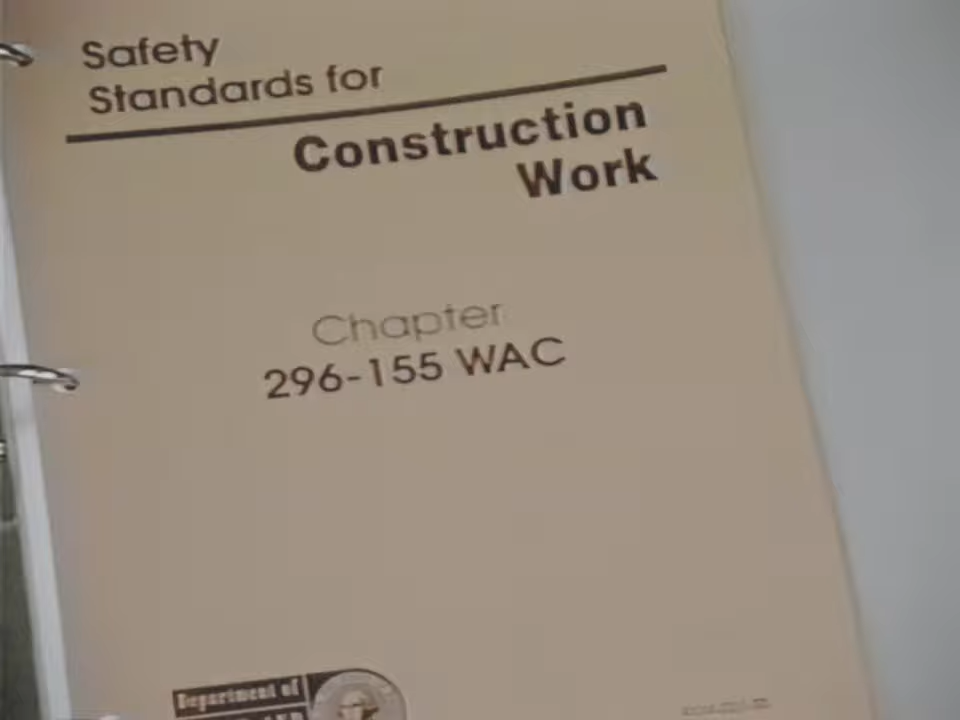 Safety
Standards for
Construction
Work
Chapter
296-155 WAC
Department of